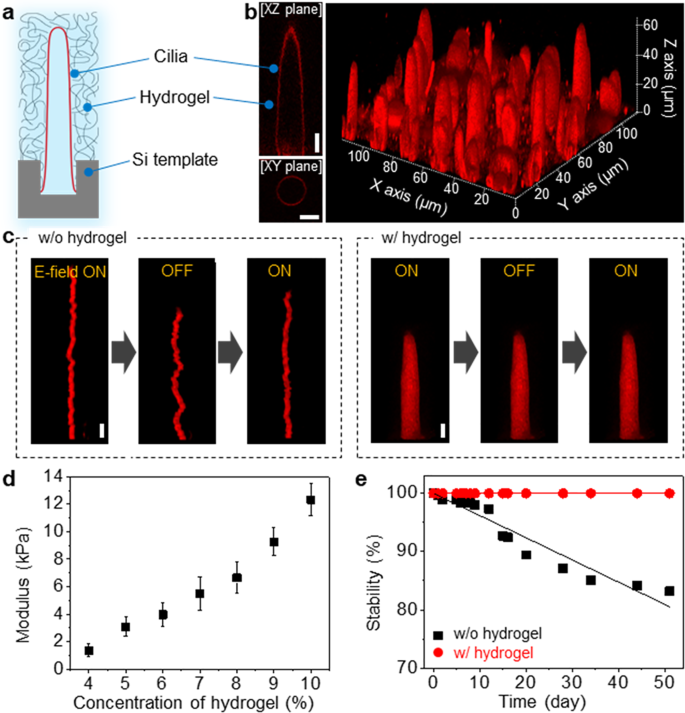 a
Cilia
Hydrogel
Si template
b
[XZ plane]
[XY plane]
Z axis (µm)
60
40
20
0
100
80
60
40
20
X axis (µm)
0
20
40
60
80
100
Y axis (µm)
c
w/o hydrogel
E-field ON
OFF
ON
w/ hydrogel
ON
OFF
ON
d
Modulus (kPa)
14
12
10
8
6
4
2
0
4 5 6 7 8 9 10
Concentration of hydrogel (%)
e
Stability (%)
100
90
80
70
w/o hydrogel
w/ hydrogel
0 10 20 30 40 50
Time (day)